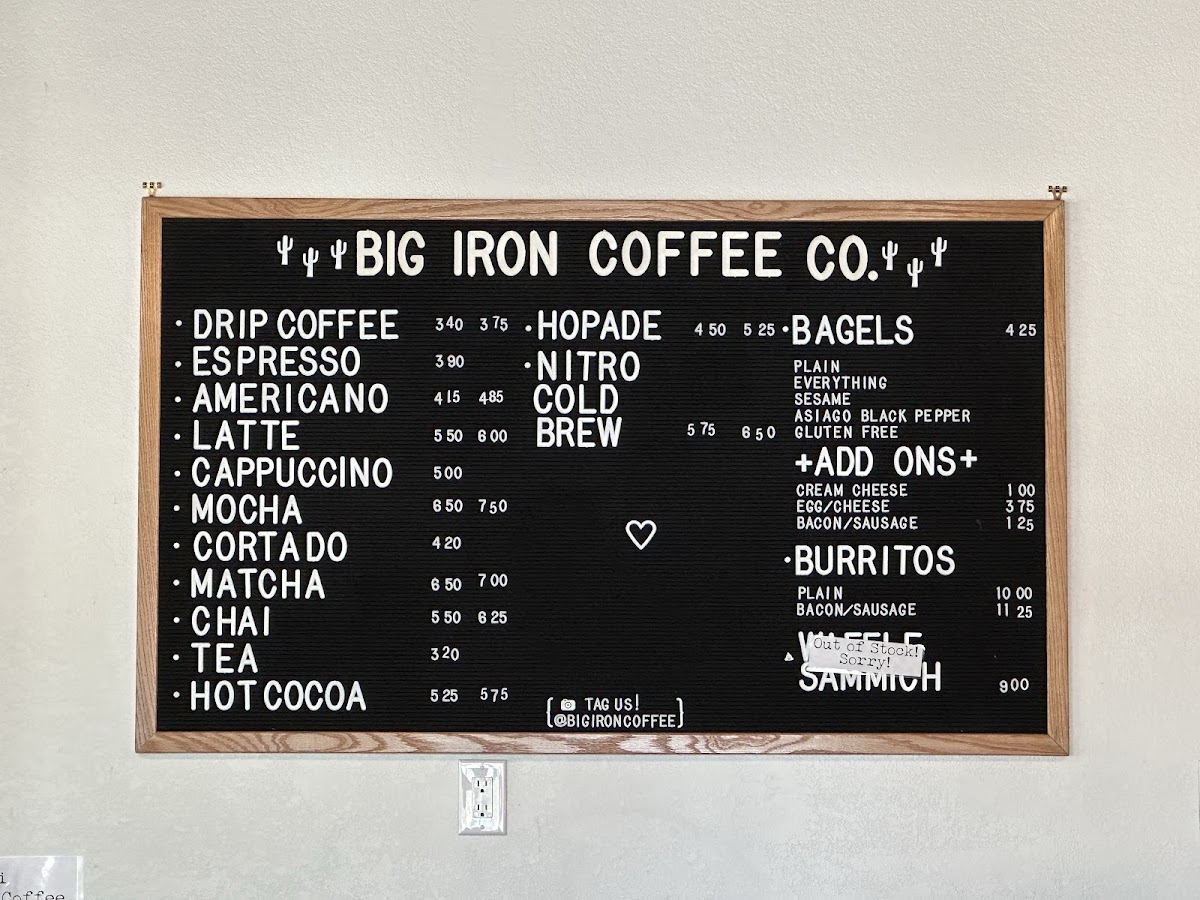 BIG IRON COFFEE CO.
· DRIP COFFEE 340 375
· ESPRESSO 390
· AMERICANO 415 485
· LATTE 550 600
· CAPPUCCINO 500
· MOCHA 650 750
· CORTADO 420
· MATCHA 650 700
· CHAI 550 625
· TEA 320
· HOT COCOA 525 575
· HOPADE 450 525
· NITRO
COLD
BREW 575 650
[ TAG US!
@BIGIRONCOFFEE ]
· BAGELS 425
PLAIN
EVERYTHING
SESAME
ASIAGO BLACK PEPPER
GLUTEN FREE
+ADD ONS+
CREAM CHEESE 100
EGG/CHEESE 375
BACON/SAUSAGE 125
· BURRITOS
PLAIN 1000
BACON/SAUSAGE 1125
WAFFLE
Out of Stock!
Sorry!
SAMMICH 900
i
Coffee